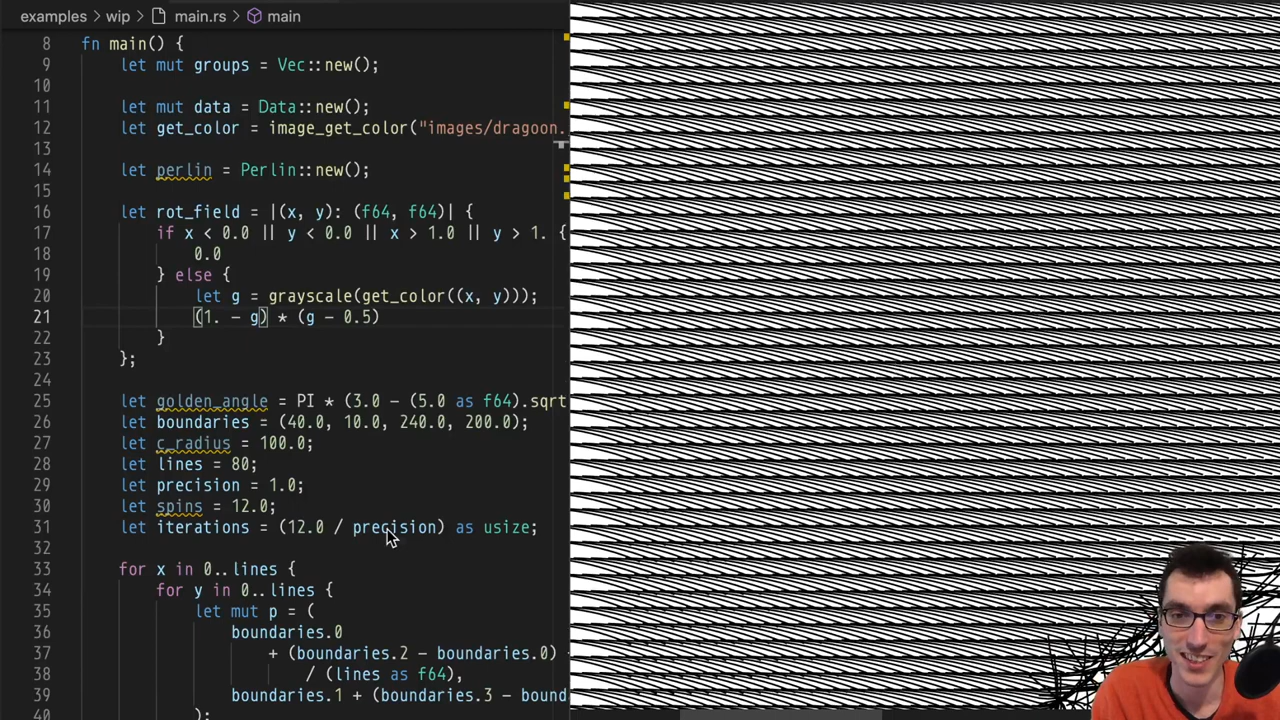 examples > wip > main.rs > main
8 fn main() {
9 let mut groups = Vec::new();
10
11 let mut data = Data::new();
12 let get_color = image_get_color("images/dragoon.
13
14 let perlin = Perlin::new();
15
16 let rot_field = |(x, y): (f64, f64)| {
17 if x < 0.0 || y < 0.0 || x > 1.0 || y > 1. {
18 0.0
19 } else {
20 let g = grayscale(get_color((x, y)));
21 (1. - g) * (g - 0.5)
22 }
23 };
24
25 let golden_angle = PI * (3.0 - (5.0 as f64).sqrt
26 let boundaries = (40.0, 10.0, 240.0, 200.0);
27 let c_radius = 100.0;
28 let lines = 80;
29 let precision = 1.0;
30 let spins = 12.0;
31 let iterations = (12.0 / precision) as usize;
32
33 for x in 0..lines {
34 for y in 0..lines {
35 let mut p = (
36 boundaries.0
37 + (boundaries.2 - boundaries.0)
38 / (lines as f64),
39 boundaries.1 + (boundaries.3 - bound
40 );